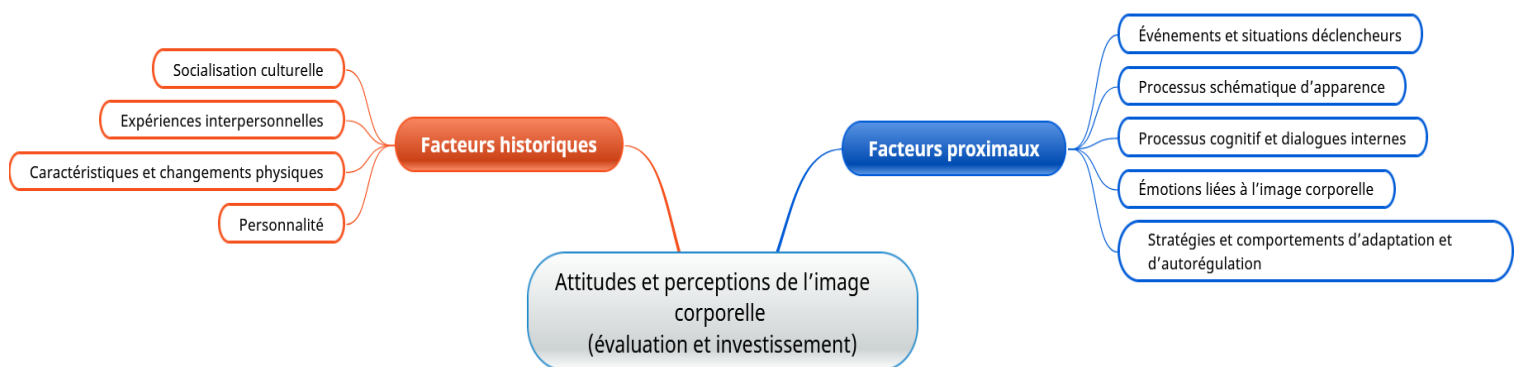 Socialisation culturelle
Expériences interpersonnelles
Caractéristiques et changements physiques
Personnalité
Facteurs historiques
Facteurs proximaux
Événements et situations déclencheurs
Processus schématique d’apparence
Processus cognitif et dialogues internes
Émotions liées à l’image corporelle
Stratégies et comportements d’adaptation et
d’autorégulation
Attitudes et perceptions de l’image
corporelle
(évaluation et investissement)